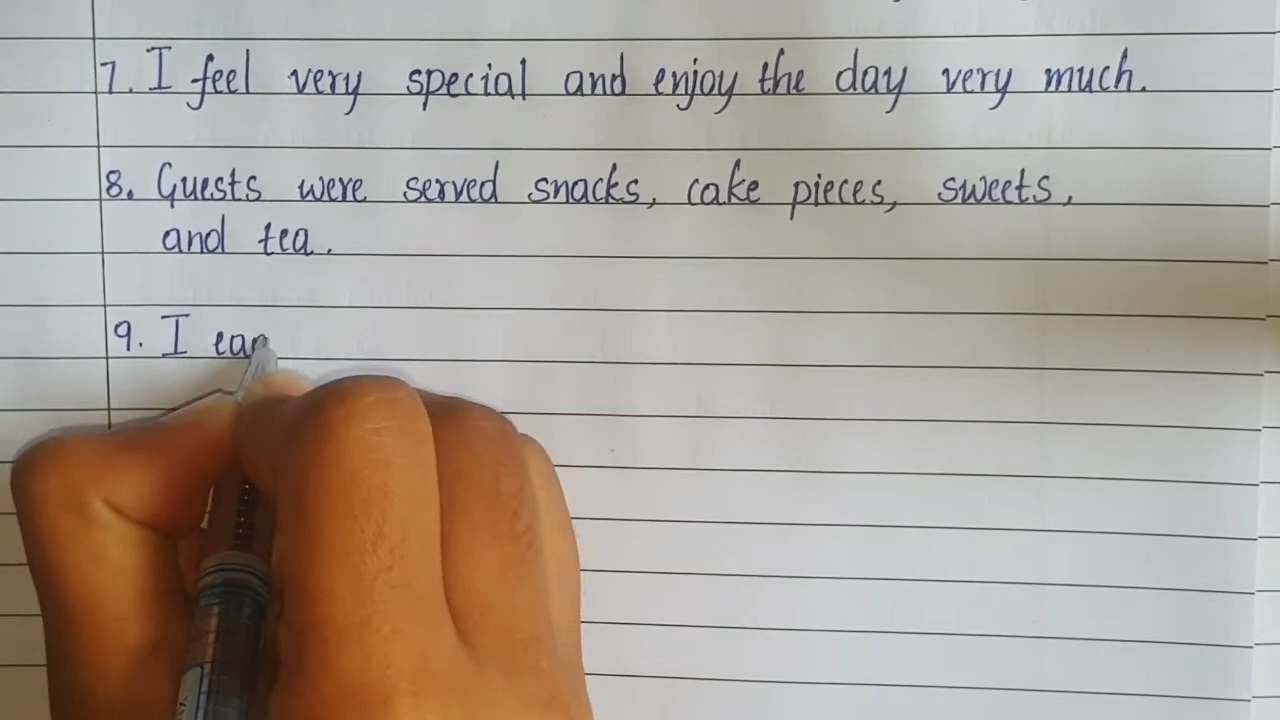 7. I feel very special and enjoy the day very much.
8. Guests were served snacks, cake pieces, sweets,
and tea.
9. I